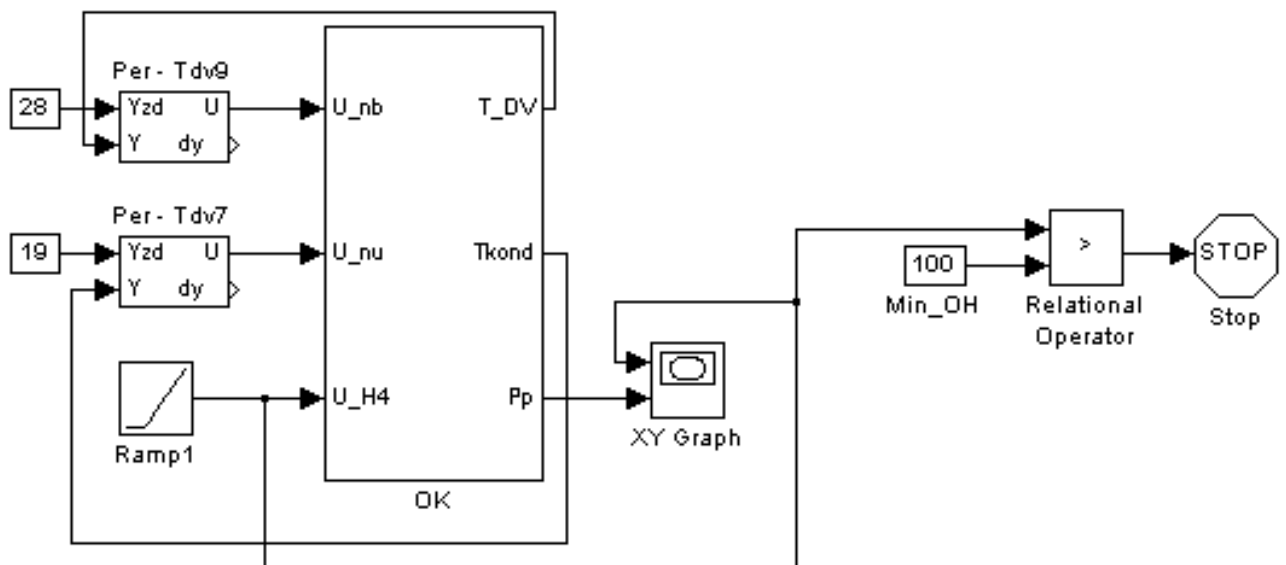 Per - Tdv9
28
Yzd U
Y dy
U_nb T_DV
Per - Tdv7
19
Yzd U
Y dy
U_nu Tkond
100
>
STOP
Min_OH
Relational
Operator
Stop
U_H4 Pp
Ramp1
XY Graph
OK